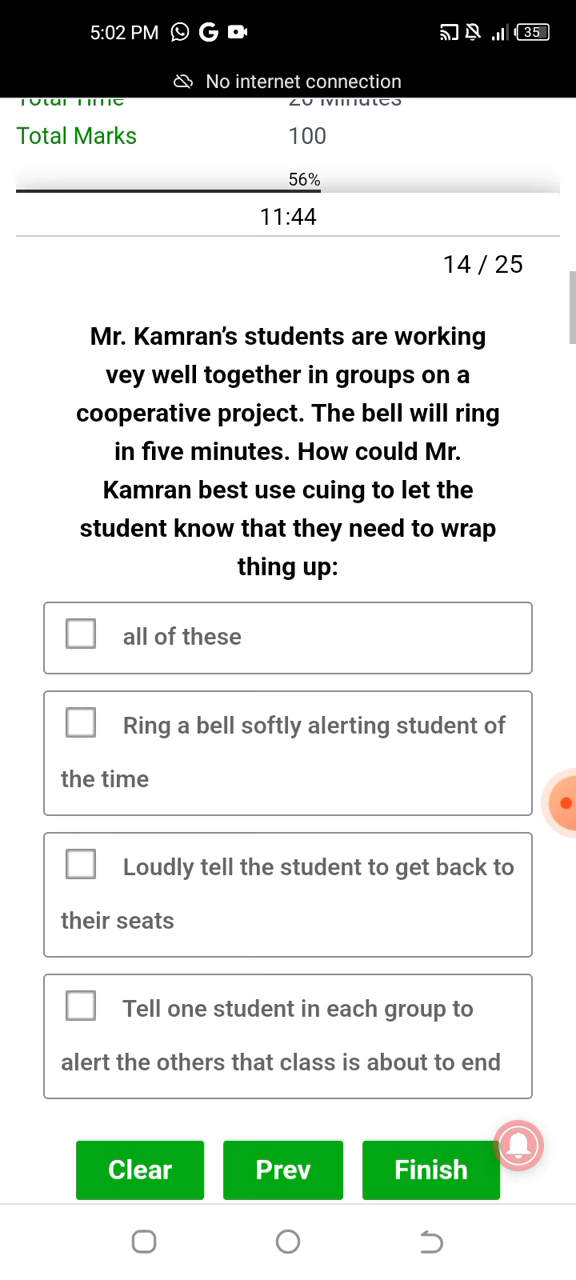 5:02 PM
35
No internet connection
Total Time 20 Minutes
Total Marks 100
56%
11:44
14 / 25
Mr. Kamran’s students are working
vey well together in groups on a
cooperative project. The bell will ring
in five minutes. How could Mr.
Kamran best use cuing to let the
student know that they need to wrap
thing up:
all of these
Ring a bell softly alerting student of
the time
Loudly tell the student to get back to
their seats
Tell one student in each group to
alert the others that class is about to end
Clear Prev Finish